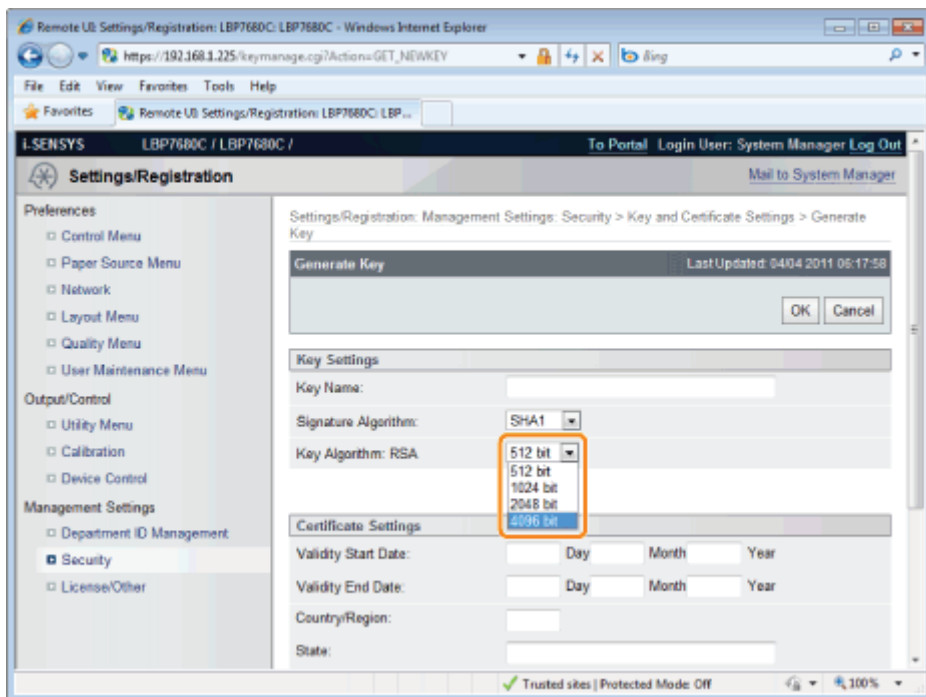 Remote UI: Settings/Registration: LBP7680C: LBP7680C - Windows Internet Explorer
https://192.168.1.225/keymanage.cgi?Action=GET_NEWKEY
Bing
File Edit View Favorites Tools Help
Favorites Remote UI: Settings/Registration: LBP7680C: LBP...
i-SENSYS LBP7680C / LBP7680C / To Portal Login User: System Manager Log Out
Settings/Registration Mail to System Manager
Preferences
Control Menu
Paper Source Menu
Network
Layout Menu
Quality Menu
User Maintenance Menu
Output/Control
Utility Menu
Calibration
Device Control
Management Settings
Department ID Management
Security
License/Other
Settings/Registration: Management Settings: Security > Key and Certificate Settings > Generate
Key
Generate Key Last Updated: 04/04 2011 06:17:58
OK Cancel
Key Settings
Key Name:
Signature Algorithm: SHA1
Key Algorithm: RSA 512 bit
512 bit
1024 bit
2048 bit
4096 bit
Certificate Settings
Validity Start Date: Day Month Year
Validity End Date: Day Month Year
Country/Region:
State:
Trusted sites | Protected Mode: Off 100%